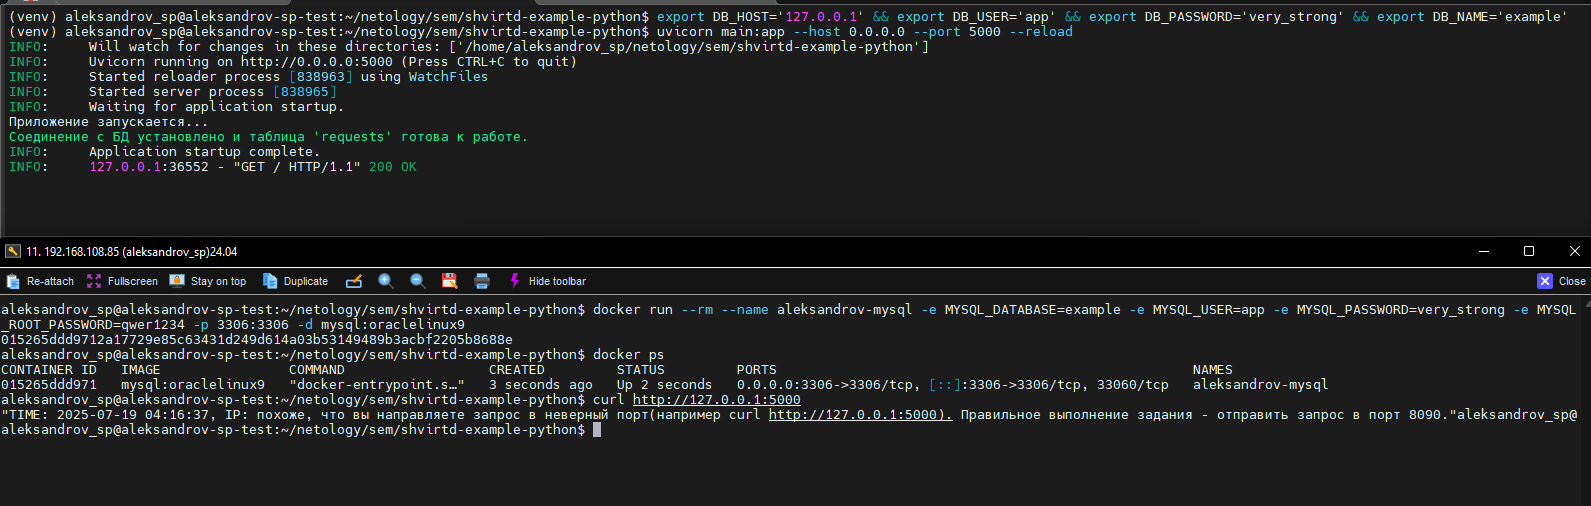 (venv) aleksandrov_sp@aleksandrov-sp-test:~/netology/sem/shvirtd-example-python$ export DB_HOST='127.0.0.1' && export DB_USER='app' && export DB_PASSWORD='very_strong' && export DB_NAME='example'
(venv) aleksandrov_sp@aleksandrov-sp-test:~/netology/sem/shvirtd-example-python$ uvicorn main:app --host 0.0.0.0 --port 5000 --reload
INFO:     Will watch for changes in these directories: ['/home/aleksandrov_sp/netology/sem/shvirtd-example-python']
INFO:     Uvicorn running on http://0.0.0.0:5000 (Press CTRL+C to quit)
INFO:     Started reloader process [838963] using WatchFiles
INFO:     Started server process [838965]
INFO:     Waiting for application startup.
Приложение запускается...
Соединение с БД установлено и таблица 'requests' готова к работе.
INFO:     Application startup complete.
INFO:     127.0.0.1:36552 - "GET / HTTP/1.1" 200 OK
11. 192.168.108.85 (aleksandrov_sp)24.04
Re-attach Fullscreen Stay on top Duplicate Hide toolbar Close
aleksandrov_sp@aleksandrov-sp-test:~/netology/sem/shvirtd-example-python$ docker run --rm --name aleksandrov-mysql -e MYSQL_DATABASE=example -e MYSQL_USER=app -e MYSQL_PASSWORD=very_strong -e MYSQL
_ROOT_PASSWORD=qwer1234 -p 3306:3306 -d mysql:oraclelinux9
015265ddd9712a17729e85c63431d249d614a03b53149489b3acbf2205b8688e
aleksandrov_sp@aleksandrov-sp-test:~/netology/sem/shvirtd-example-python$ docker ps
CONTAINER ID   IMAGE                COMMAND                  CREATED         STATUS         PORTS                                                    NAMES
015265ddd971   mysql:oraclelinux9   "docker-entrypoint.s…"   3 seconds ago   Up 2 seconds   0.0.0.0:3306->3306/tcp, [::]:3306->3306/tcp, 33060/tcp   aleksandrov-mysql
aleksandrov_sp@aleksandrov-sp-test:~/netology/sem/shvirtd-example-python$ curl http://127.0.0.1:5000
"TIME: 2025-07-19 04:16:37, IP: похоже, что вы направляете запрос в неверный порт(например curl http://127.0.0.1:5000). Правильное выполнение задания - отправить запрос в порт 8090."aleksandrov_sp@
aleksandrov_sp@aleksandrov-sp-test:~/netology/sem/shvirtd-example-python$